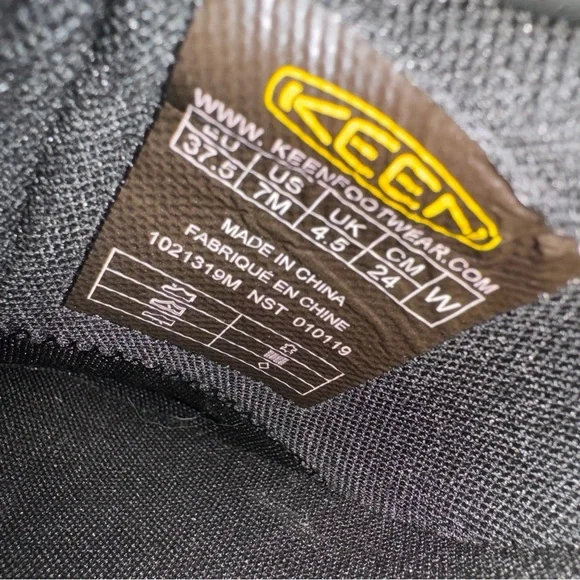 KEEN
WWW.KEENFOOTWEAR.COM
EU US UK CM W
37.5 7M 4.5 24
MADE IN CHINA
FABRIQUÉ EN CHINE
1021319M NST 010119